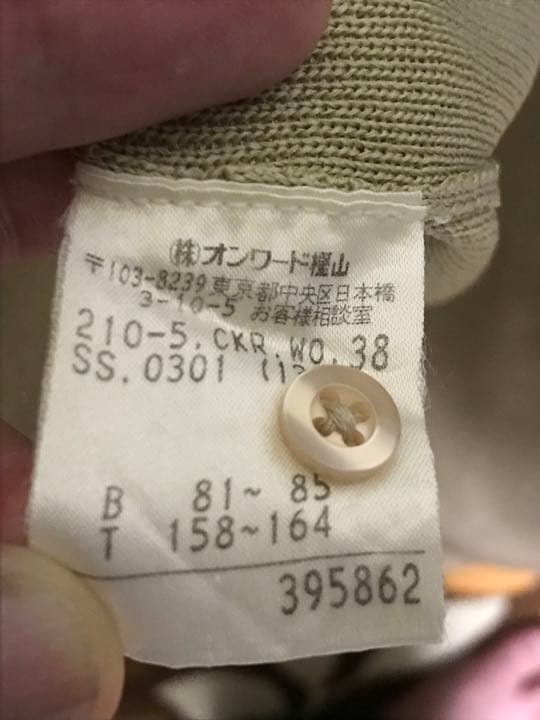 (株)オンワード樫山
〒103-8239 東京都中央区日本橋
3-10-5 お客様相談室
210-5.CKR.WO.38
SS.0301
B 81~ 85
T 158~164
395862